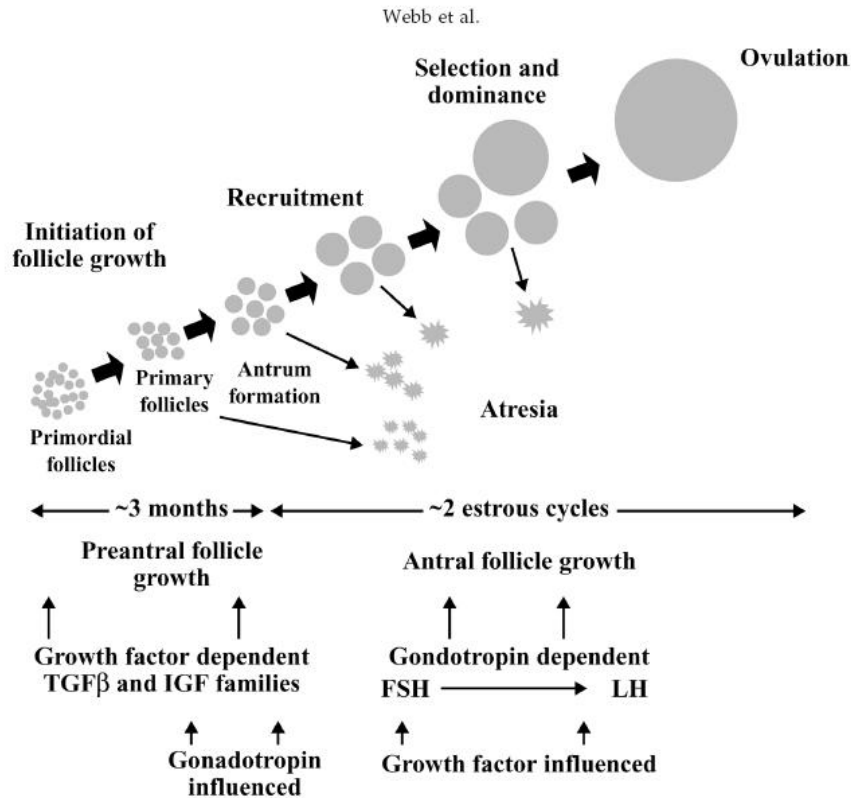 Webb et al.
Ovulation
Selection and
dominance
Recruitment
Initiation of
follicle growth
Primary
follicles
Antrum
formation
Atresia
Primordial
follicles
~3 months
~2 estrous cycles
Preantral follicle
growth
Antral follicle growth
Growth factor dependent
TGFβ and IGF families
Gondotropin dependent
FSH
LH
Gonadotropin
influenced
Growth factor influenced